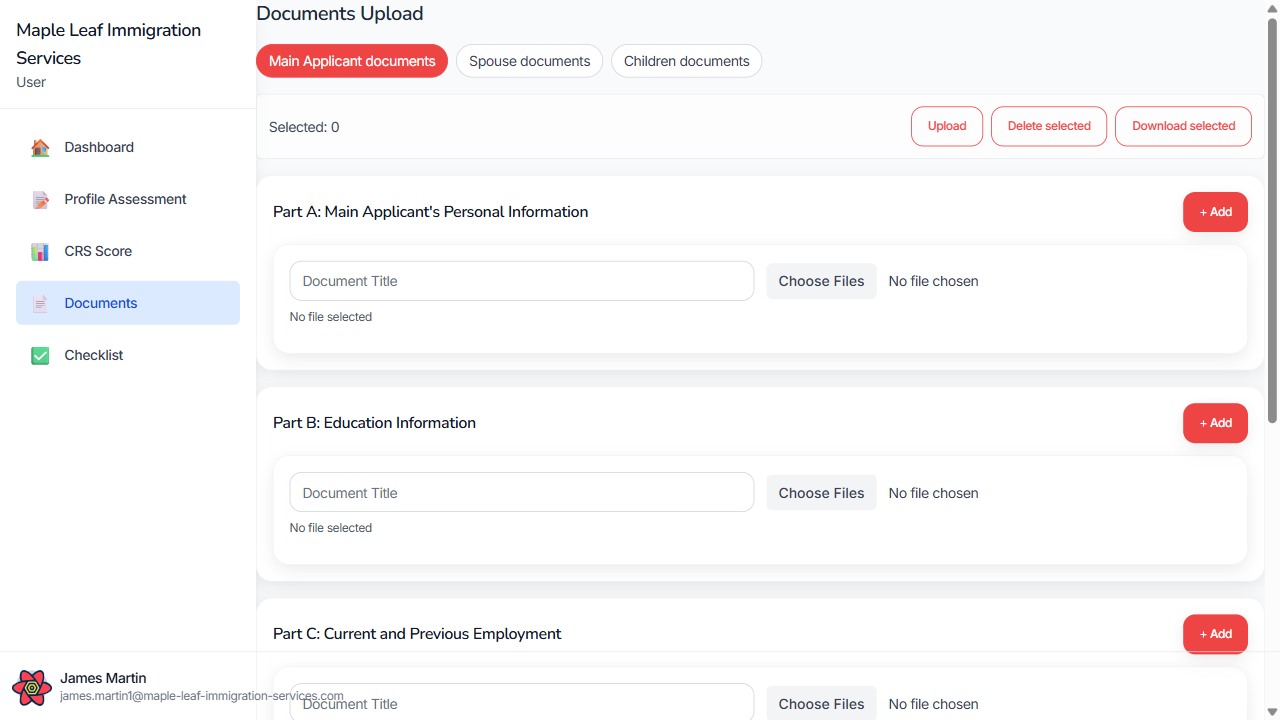 Maple Leaf Immigration
Services
User
Dashboard
Profile Assessment
CRS Score
Documents
Checklist
James Martin
james.martin1@maple-leaf-immigration-services.com
Documents Upload
Main Applicant documents
Spouse documents
Children documents
Selected: 0
Upload
Delete selected
Download selected
Part A: Main Applicant's Personal Information
+ Add
Document Title
Choose Files
No file chosen
No file selected
Part B: Education Information
+ Add
Document Title
Choose Files
No file chosen
No file selected
Part C: Current and Previous Employment
+ Add
Document Title
Choose Files
No file chosen